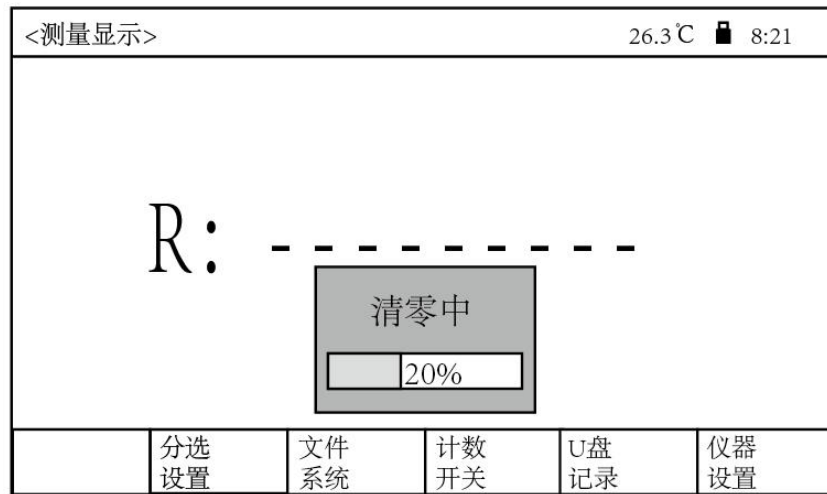 <测量显示> 26.3℃ 8:21
R: - - - - - - - - -
清零中
20%
分选 文件 计数 U盘 仪器
设置 系统 开关 记录 设置